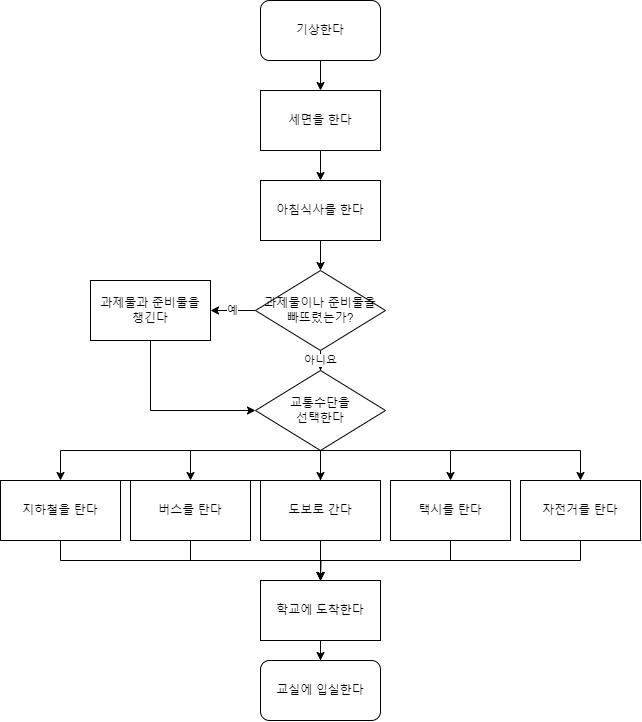 기상한다
세면을 한다
아침식사를 한다
과제물이나 준비물을
빠뜨렸는가?
예
과제물과 준비물을
챙긴다
아니요
교통수단을
선택한다
지하철을 탄다
버스를 탄다
도보로 간다
택시를 탄다
자전거를 탄다
학교에 도착한다
교실에 입실한다